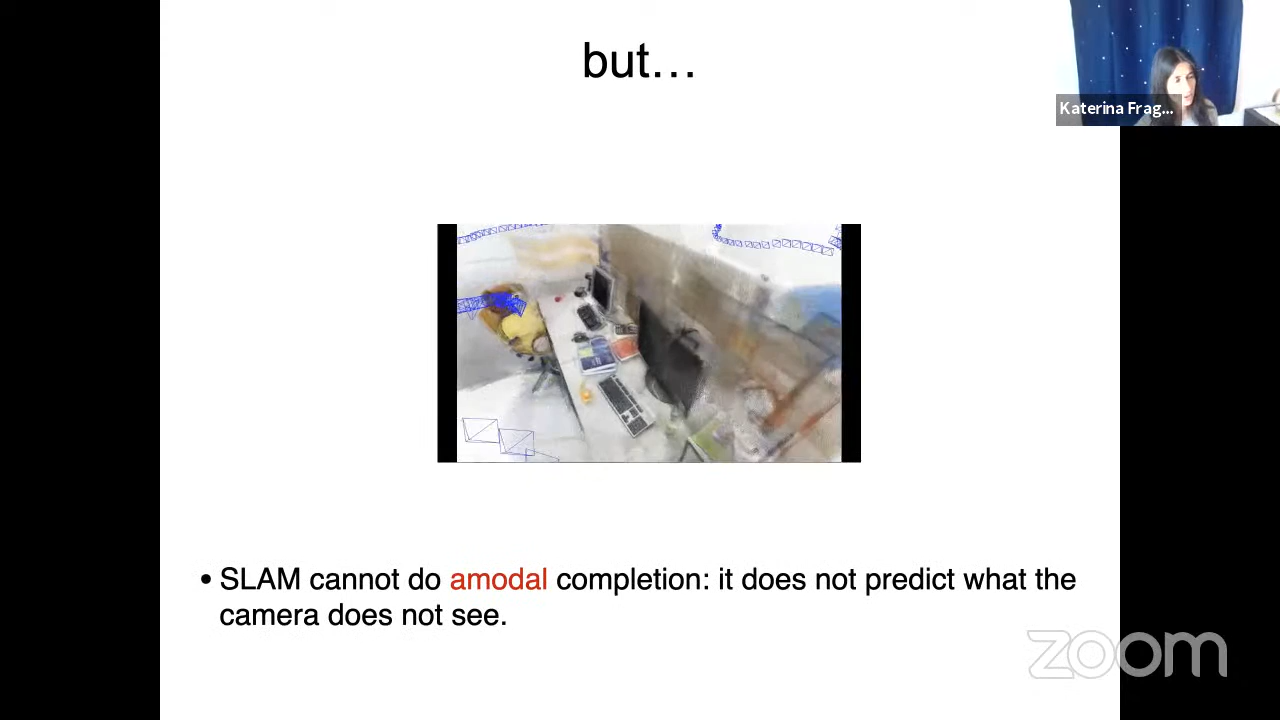 but…
Katerina Frag...
• SLAM cannot do amodal completion: it does not predict what the
camera does not see.
zoom